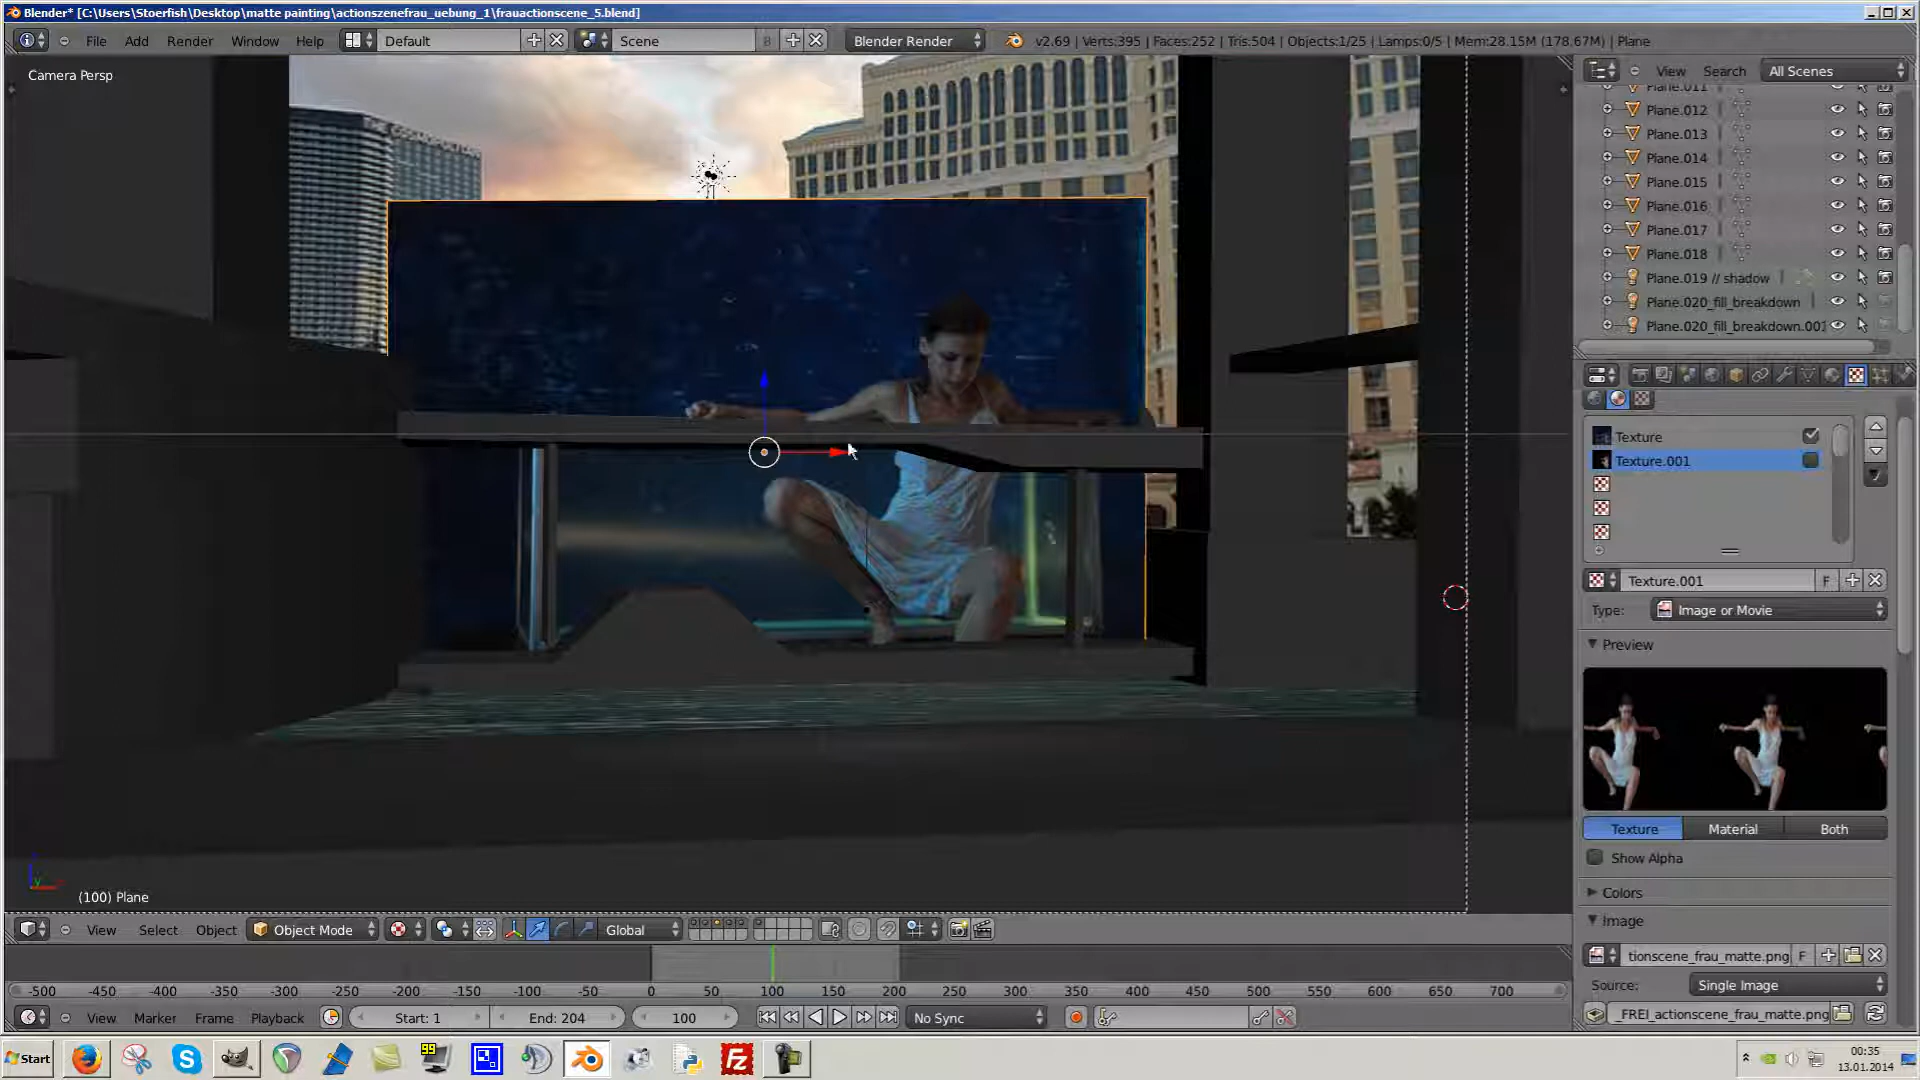 Blender* [C:\Users\Stoerfish\Desktop\matte painting\actionszenefrau_uebung_1\frauactionscene_5.blend]
File Add Render Window Help Default Scene B Blender Render v2.69 | Verts:395 | Faces:252 | Tris:504 | Objects:1/25 | Lamps:0/5 | Mem:28.15M (178.67M) | Plane
Camera Persp
View Search All Scenes
Plane.011
Plane.012
Plane.013
Plane.014
Plane.015
Plane.016
Plane.017
Plane.018
Plane.019 // shadow
Plane.020_fill_breakdown
Plane.020_fill_breakdown.001
Texture
Texture.001
Texture.001 F
Type: Image or Movie
Preview
Texture Material Both
Show Alpha
Colors
Image
tionscene_frau_matte.png F
Source: Single Image
_FREI_actionscene_frau_matte.png
(100) Plane
View Select Object Object Mode Global
-500 -450 -400 -350 -300 -250 -200 -150 -100 -50 0 50 100 150 200 250 300 350 400 450 500 550 600 650 700
View Marker Frame Playback Start: 1 End: 204 100 No Sync
Start
99
FZ
00:35
13.01.2014